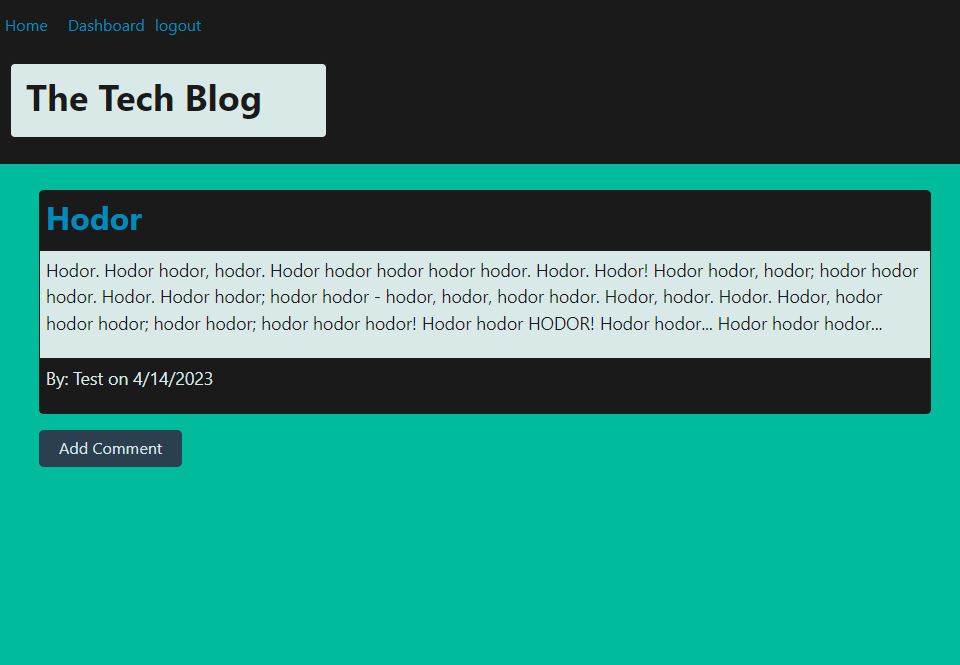 Home Dashboard logout
The Tech Blog
Hodor
Hodor. Hodor hodor, hodor. Hodor hodor hodor hodor hodor. Hodor. Hodor! Hodor hodor, hodor; hodor hodor
hodor. Hodor. Hodor hodor; hodor hodor - hodor, hodor, hodor hodor. Hodor, hodor. Hodor. Hodor, hodor
hodor hodor; hodor hodor; hodor hodor hodor! Hodor hodor HODOR! Hodor hodor... Hodor hodor hodor...
By: Test on 4/14/2023
Add Comment